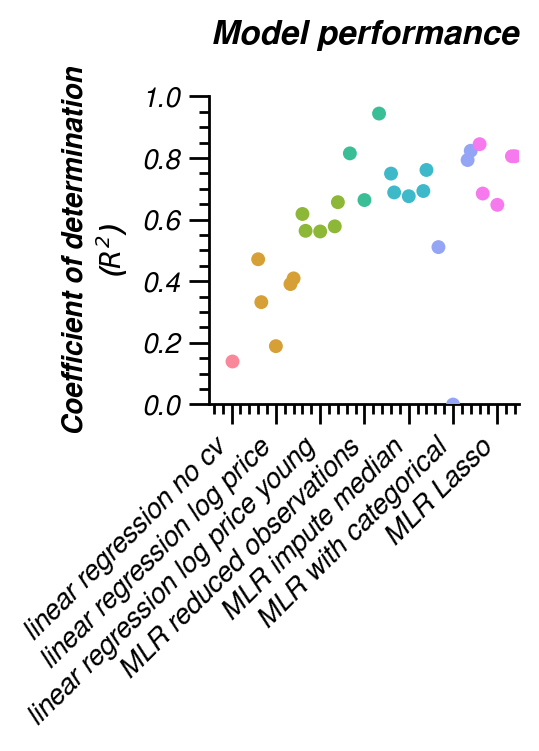 Model performance
Coefficient of determination
(R²)
1.0
0.8
0.6
0.4
0.2
0.0
linear regression no cv
linear regression log price
linear regression log price young
MLR reduced observations
MLR impute median
MLR with categorical
MLR Lasso